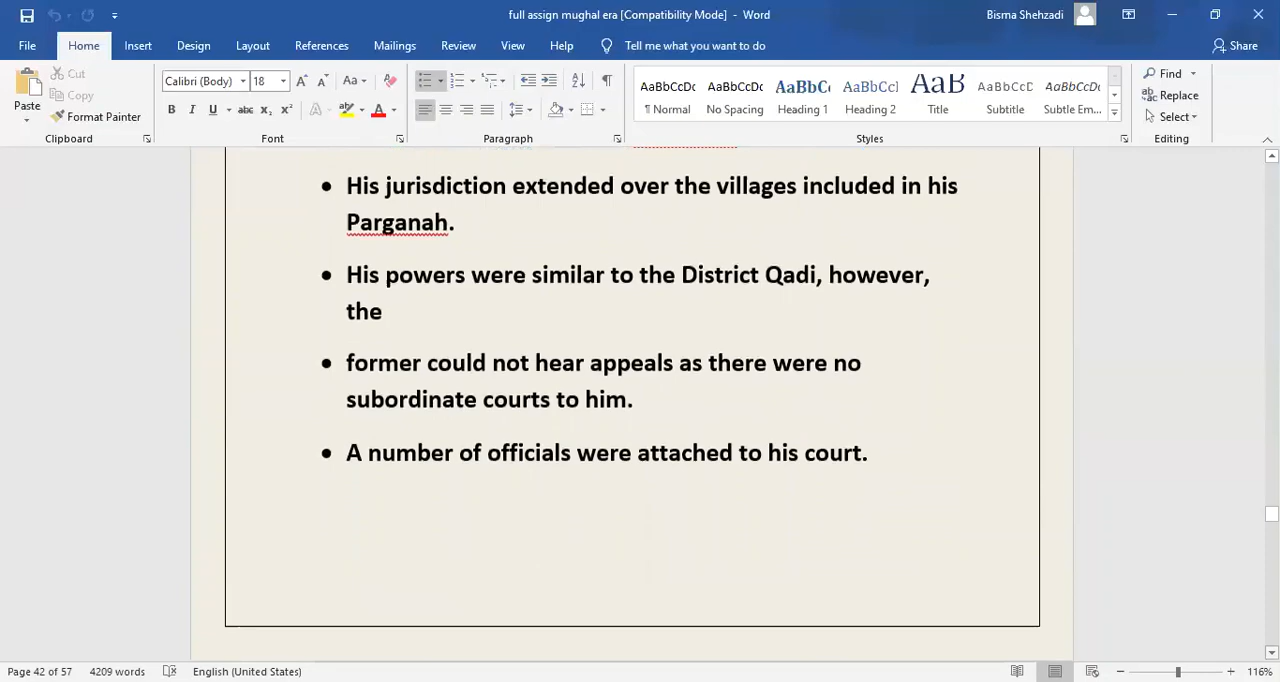 full assign mughal era [Compatibility Mode] - Word
Bisma Shehzadi
File Home Insert Design Layout References Mailings Review View Help Tell me what you want to do Share
Paste
Cut
Copy
Format Painter
Clipboard
Calibri (Body) 18
Font
Paragraph
AaBbCcDc AaBbCcDc AaBbC AaBbCcI AaB AaBbCcD AaBbCcDc
¶ Normal No Spacing Heading 1 Heading 2 Title Subtitle Subtle Em...
Styles
Find
Replace
Select
Editing
• His jurisdiction extended over the villages included in his
Parganah.
• His powers were similar to the District Qadi, however,
the
• former could not hear appeals as there were no
subordinate courts to him.
• A number of officials were attached to his court.
Page 42 of 57 4209 words English (United States) 116%